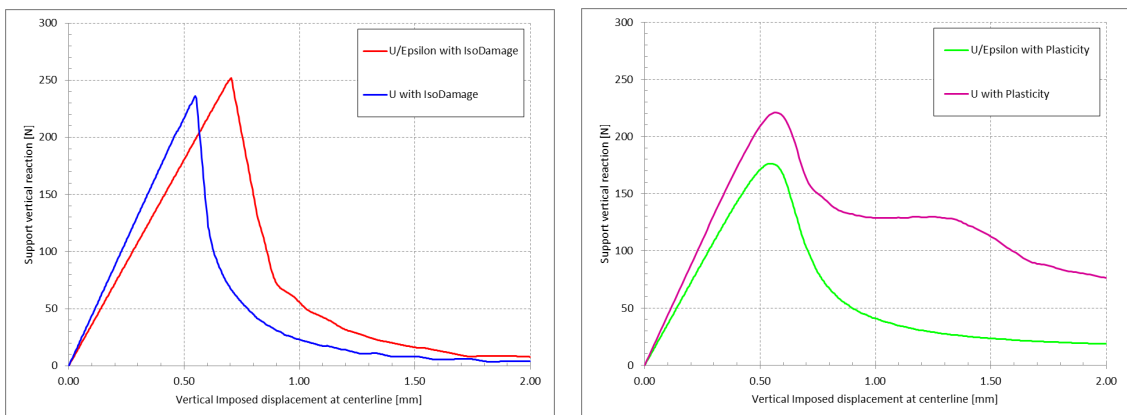 300
250
200
150
100
50
0
Support vertical reaction [N]
U/Epsilon with IsoDamage
U with IsoDamage
0.00 0.50 1.00 1.50 2.00
Vertical Imposed displacement at centerline [mm]
300
250
200
150
100
50
0
Support vertical reaction [N]
U/Epsilon with Plasticity
U with Plasticity
0.00 0.50 1.00 1.50 2.00
Vertical Imposed displacement at centerline [mm]